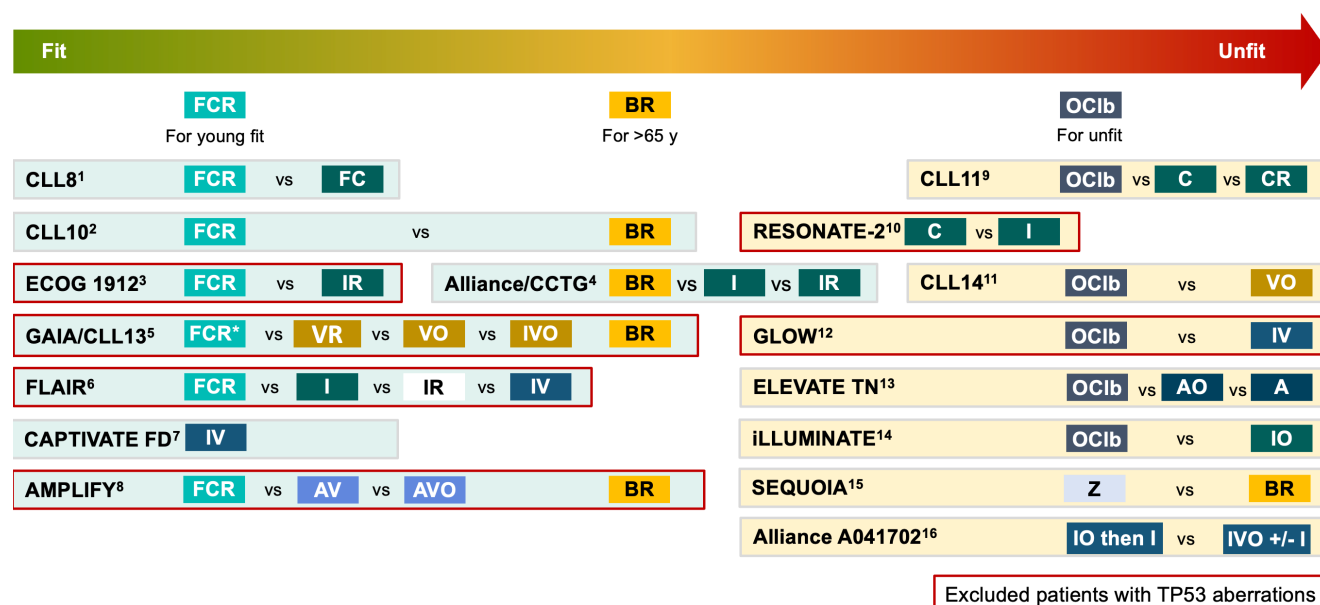 Fit Unfit
FCR BR OClb
For young fit For >65 y For unfit
CLL8¹ FCR vs FC
CLL11⁹ OClb vs C vs CR
CLL10² FCR vs BR
RESONATE-2¹⁰ C vs I
ECOG 1912³ FCR vs IR
Alliance/CCTG⁴ BR vs I vs IR
CLL14¹¹ OClb vs VO
GAIA/CLL13⁵ FCR* vs VR vs VO vs IVO BR
GLOW¹² OClb vs IV
FLAIR⁶ FCR vs I vs IR vs IV
ELEVATE TN¹³ OClb vs AO vs A
CAPTIVATE FD⁷ IV
iLLUMINATE¹⁴ OClb vs IO
AMPLIFY⁸ FCR vs AV vs AVO BR
SEQUOIA¹⁵ Z vs BR
Alliance A041702¹⁶ IO then I vs IVO +/- I
Excluded patients with TP53 aberrations